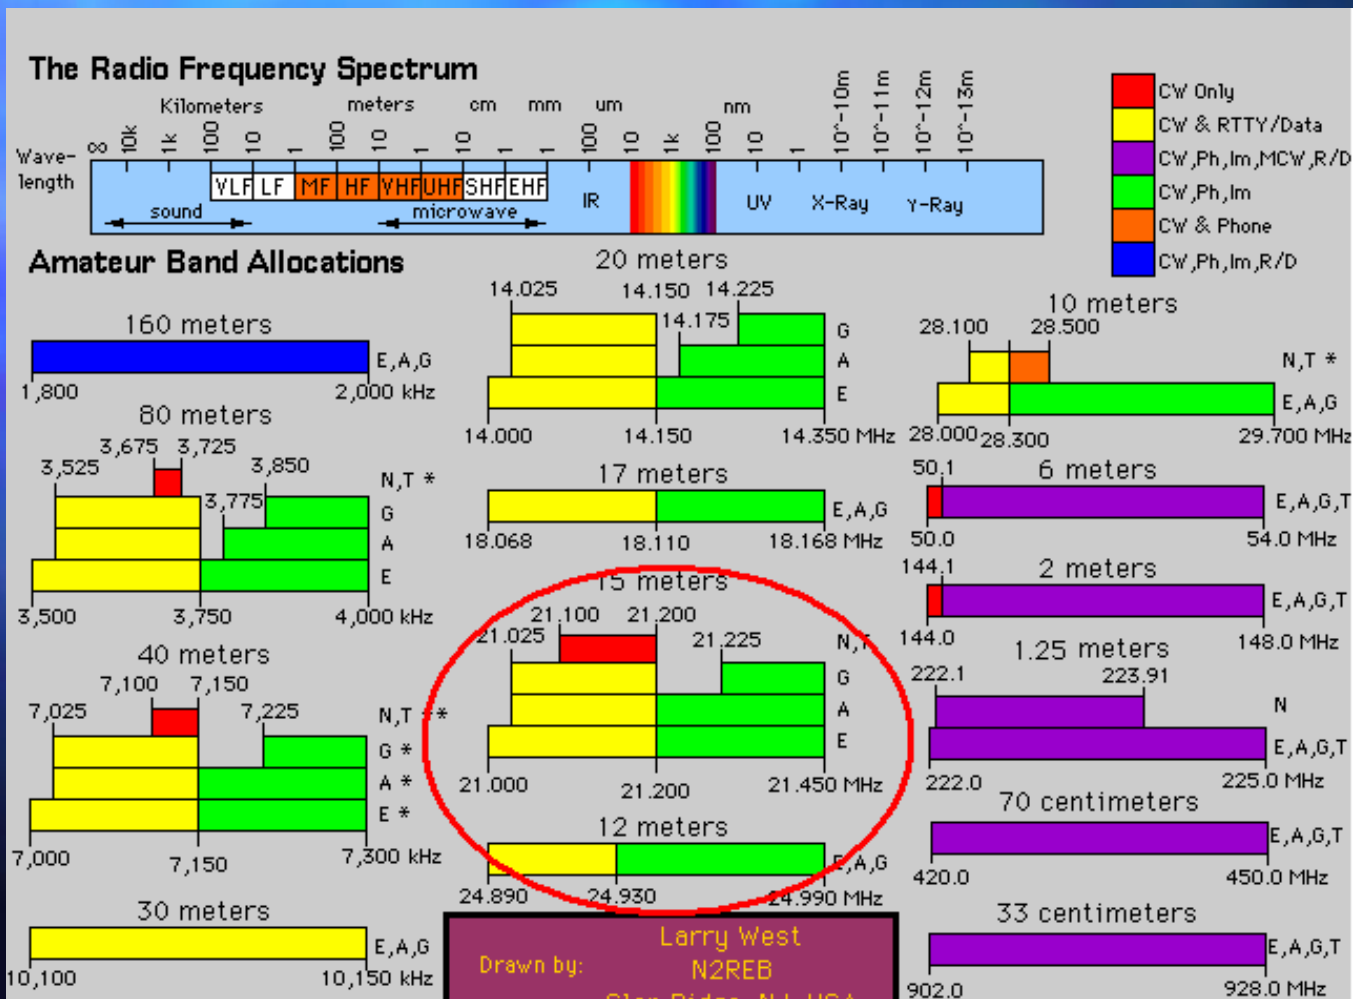 The Radio Frequency Spectrum
Kilometers meters cm mm um nm
∞ 10k 1k 100 10 1 100 10 1 10 1 100 10 1k 100 10 1 10^-10m 10^-11m 10^-12m 10^-13m
Wave-
length
VLF LF MF HF VHF UHF SHF EHF IR UV X-Ray Y-Ray
sound microwave
CW Only
CW & RTTY/Data
CW,Ph,Im,MCW,R/D
CW,Ph,Im
CW & Phone
CW,Ph,Im,R/D
Amateur Band Allocations
160 meters
E,A,G
1,800 2,000 kHz
80 meters
3,675 3,725
3,525 3,850
3,775
N,T *
G
A
E
3,500 3,750 4,000 kHz
40 meters
7,100 7,150
7,025 7,225
N,T **
G *
A *
E *
7,000 7,150 7,300 kHz
30 meters
E,A,G
10,100 10,150 kHz
20 meters
14.025 14.150 14.225
14.175
G
A
E
14.000 14.150 14.350 MHz
17 meters
E,A,G
18.068 18.110 18.168 MHz
15 meters
21.100 21.200
21.025 21.225
N,T
G
A
E
21.000 21.200 21.450 MHz
12 meters
E,A,G
24.890 24.930 24.990 MHz
Larry West
Drawn by: N2REB
Glen Ridge, NJ USA
10 meters
28.100 28.500
N,T *
E,A,G
28.000 28.300 29.700 MHz
6 meters
50.1
E,A,G,T
50.0 54.0 MHz
2 meters
144.1
E,A,G,T
144.0 148.0 MHz
1.25 meters
222.1 223.91
N
E,A,G,T
222.0 225.0 MHz
70 centimeters
E,A,G,T
420.0 450.0 MHz
33 centimeters
E,A,G,T
902.0 928.0 MHz